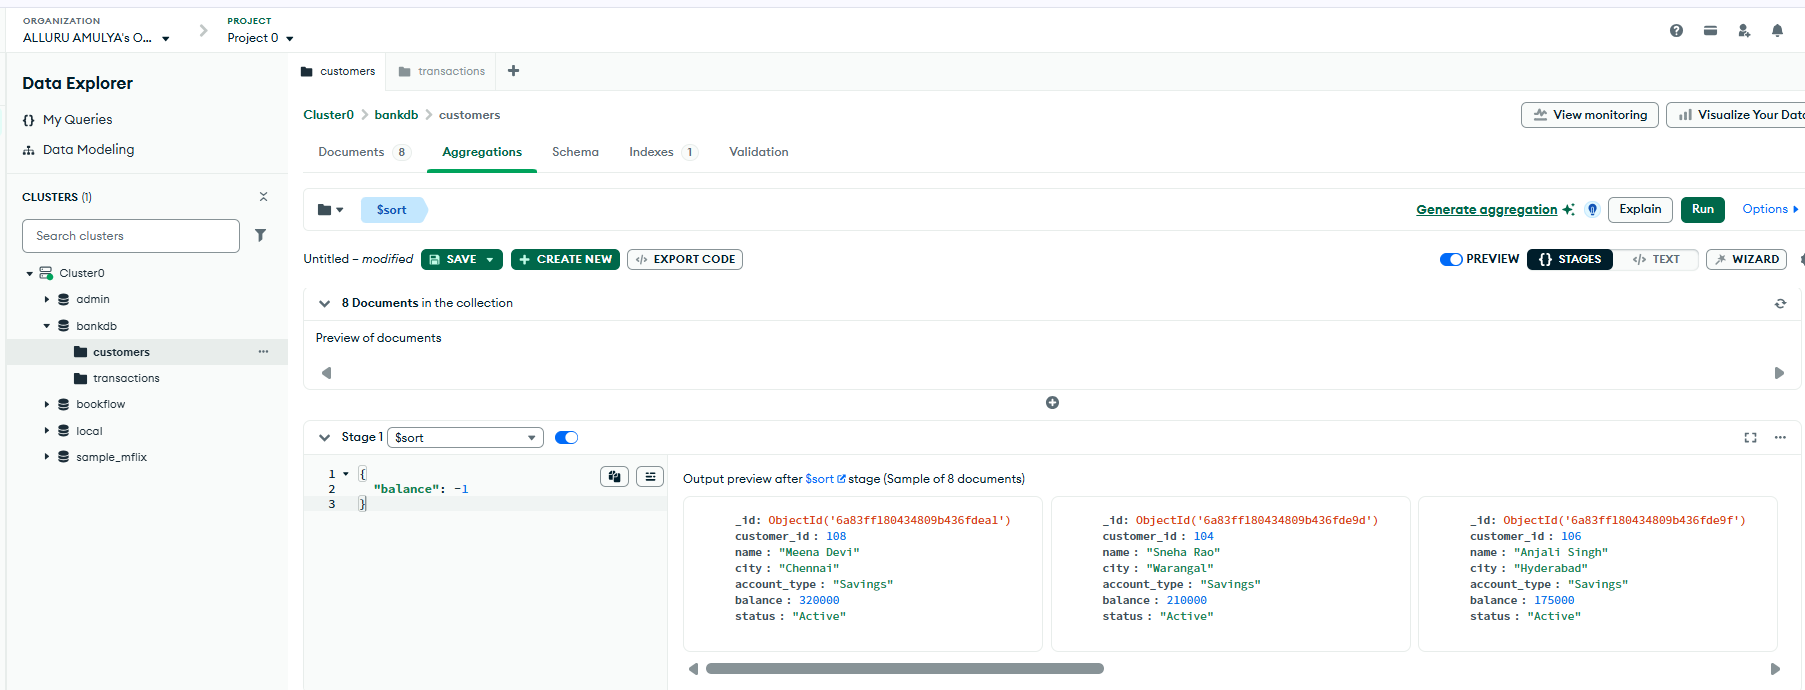 ORGANIZATION
ALLURU AMULYA's O...
PROJECT
Project 0
Data Explorer
My Queries
Data Modeling
CLUSTERS (1)
Search clusters
Cluster0
admin
bankdb
customers
transactions
bookflow
local
sample_mflix
customers
transactions
Cluster0 > bankdb > customers
View monitoring
Visualize Your Data
Documents 8
Aggregations
Schema
Indexes 1
Validation
$sort
Generate aggregation
Explain
Run
Options
Untitled – modified
SAVE
CREATE NEW
</> EXPORT CODE
PREVIEW
{} STAGES
</> TEXT
WIZARD
8 Documents in the collection
Preview of documents
Stage 1 $sort
1 {
2 "balance": -1
3 }
Output preview after $sort stage (Sample of 8 documents)
_id: ObjectId('6a83ff180434809b436fdea1')
customer_id : 108
name : "Meena Devi"
city : "Chennai"
account_type : "Savings"
balance : 320000
status : "Active"
_id: ObjectId('6a83ff180434809b436fde9d')
customer_id : 104
name : "Sneha Rao"
city : "Warangal"
account_type : "Savings"
balance : 210000
status : "Active"
_id: ObjectId('6a83ff180434809b436fde9f')
customer_id : 106
name : "Anjali Singh"
city : "Hyderabad"
account_type : "Savings"
balance : 175000
status : "Active"